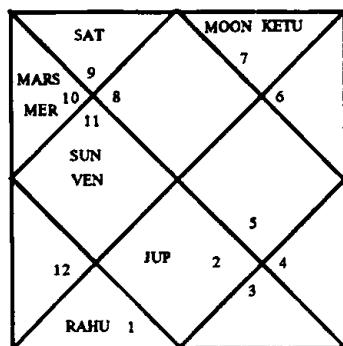 SAT MOON KETU
9 7
MARS
10 8 6
MER
11
SUN
VEN
5
12 JUP 2 4
3
RAHU 1